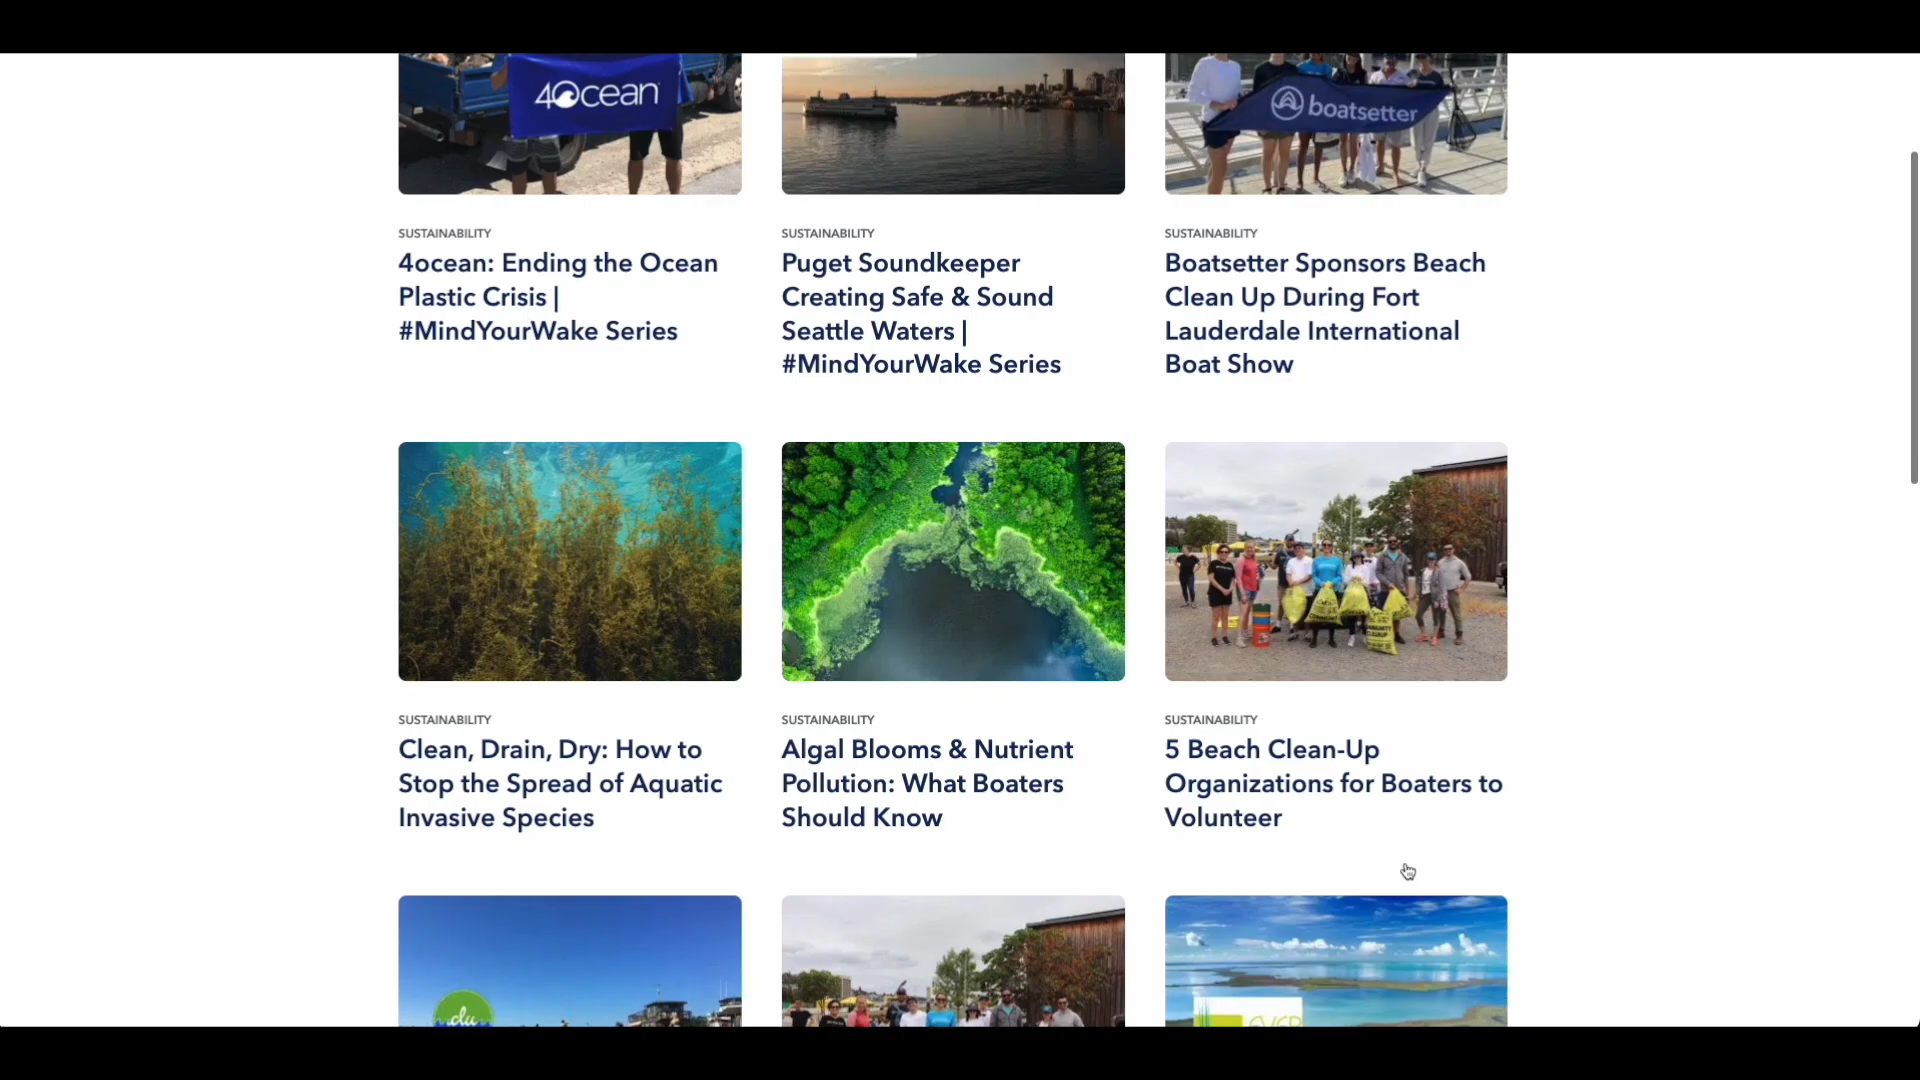 4ocean
boatsetter
SUSTAINABILITY
4ocean: Ending the Ocean
Plastic Crisis |
#MindYourWake Series
SUSTAINABILITY
Puget Soundkeeper
Creating Safe & Sound
Seattle Waters |
#MindYourWake Series
SUSTAINABILITY
Boatsetter Sponsors Beach
Clean Up During Fort
Lauderdale International
Boat Show
SUSTAINABILITY
Clean, Drain, Dry: How to
Stop the Spread of Aquatic
Invasive Species
SUSTAINABILITY
Algal Blooms & Nutrient
Pollution: What Boaters
Should Know
SUSTAINABILITY
5 Beach Clean-Up
Organizations for Boaters to
Volunteer
clu